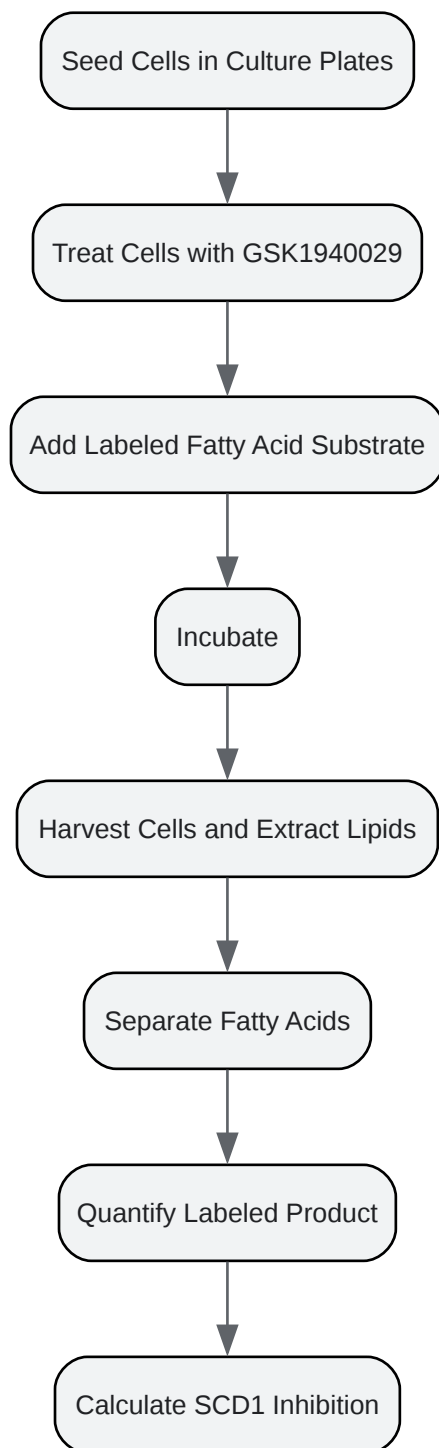 Seed Cells in Culture Plates
Treat Cells with GSK1940029
Add Labeled Fatty Acid Substrate
Incubate
Harvest Cells and Extract Lipids
Separate Fatty Acids
Quantify Labeled Product
Calculate SCD1 Inhibition